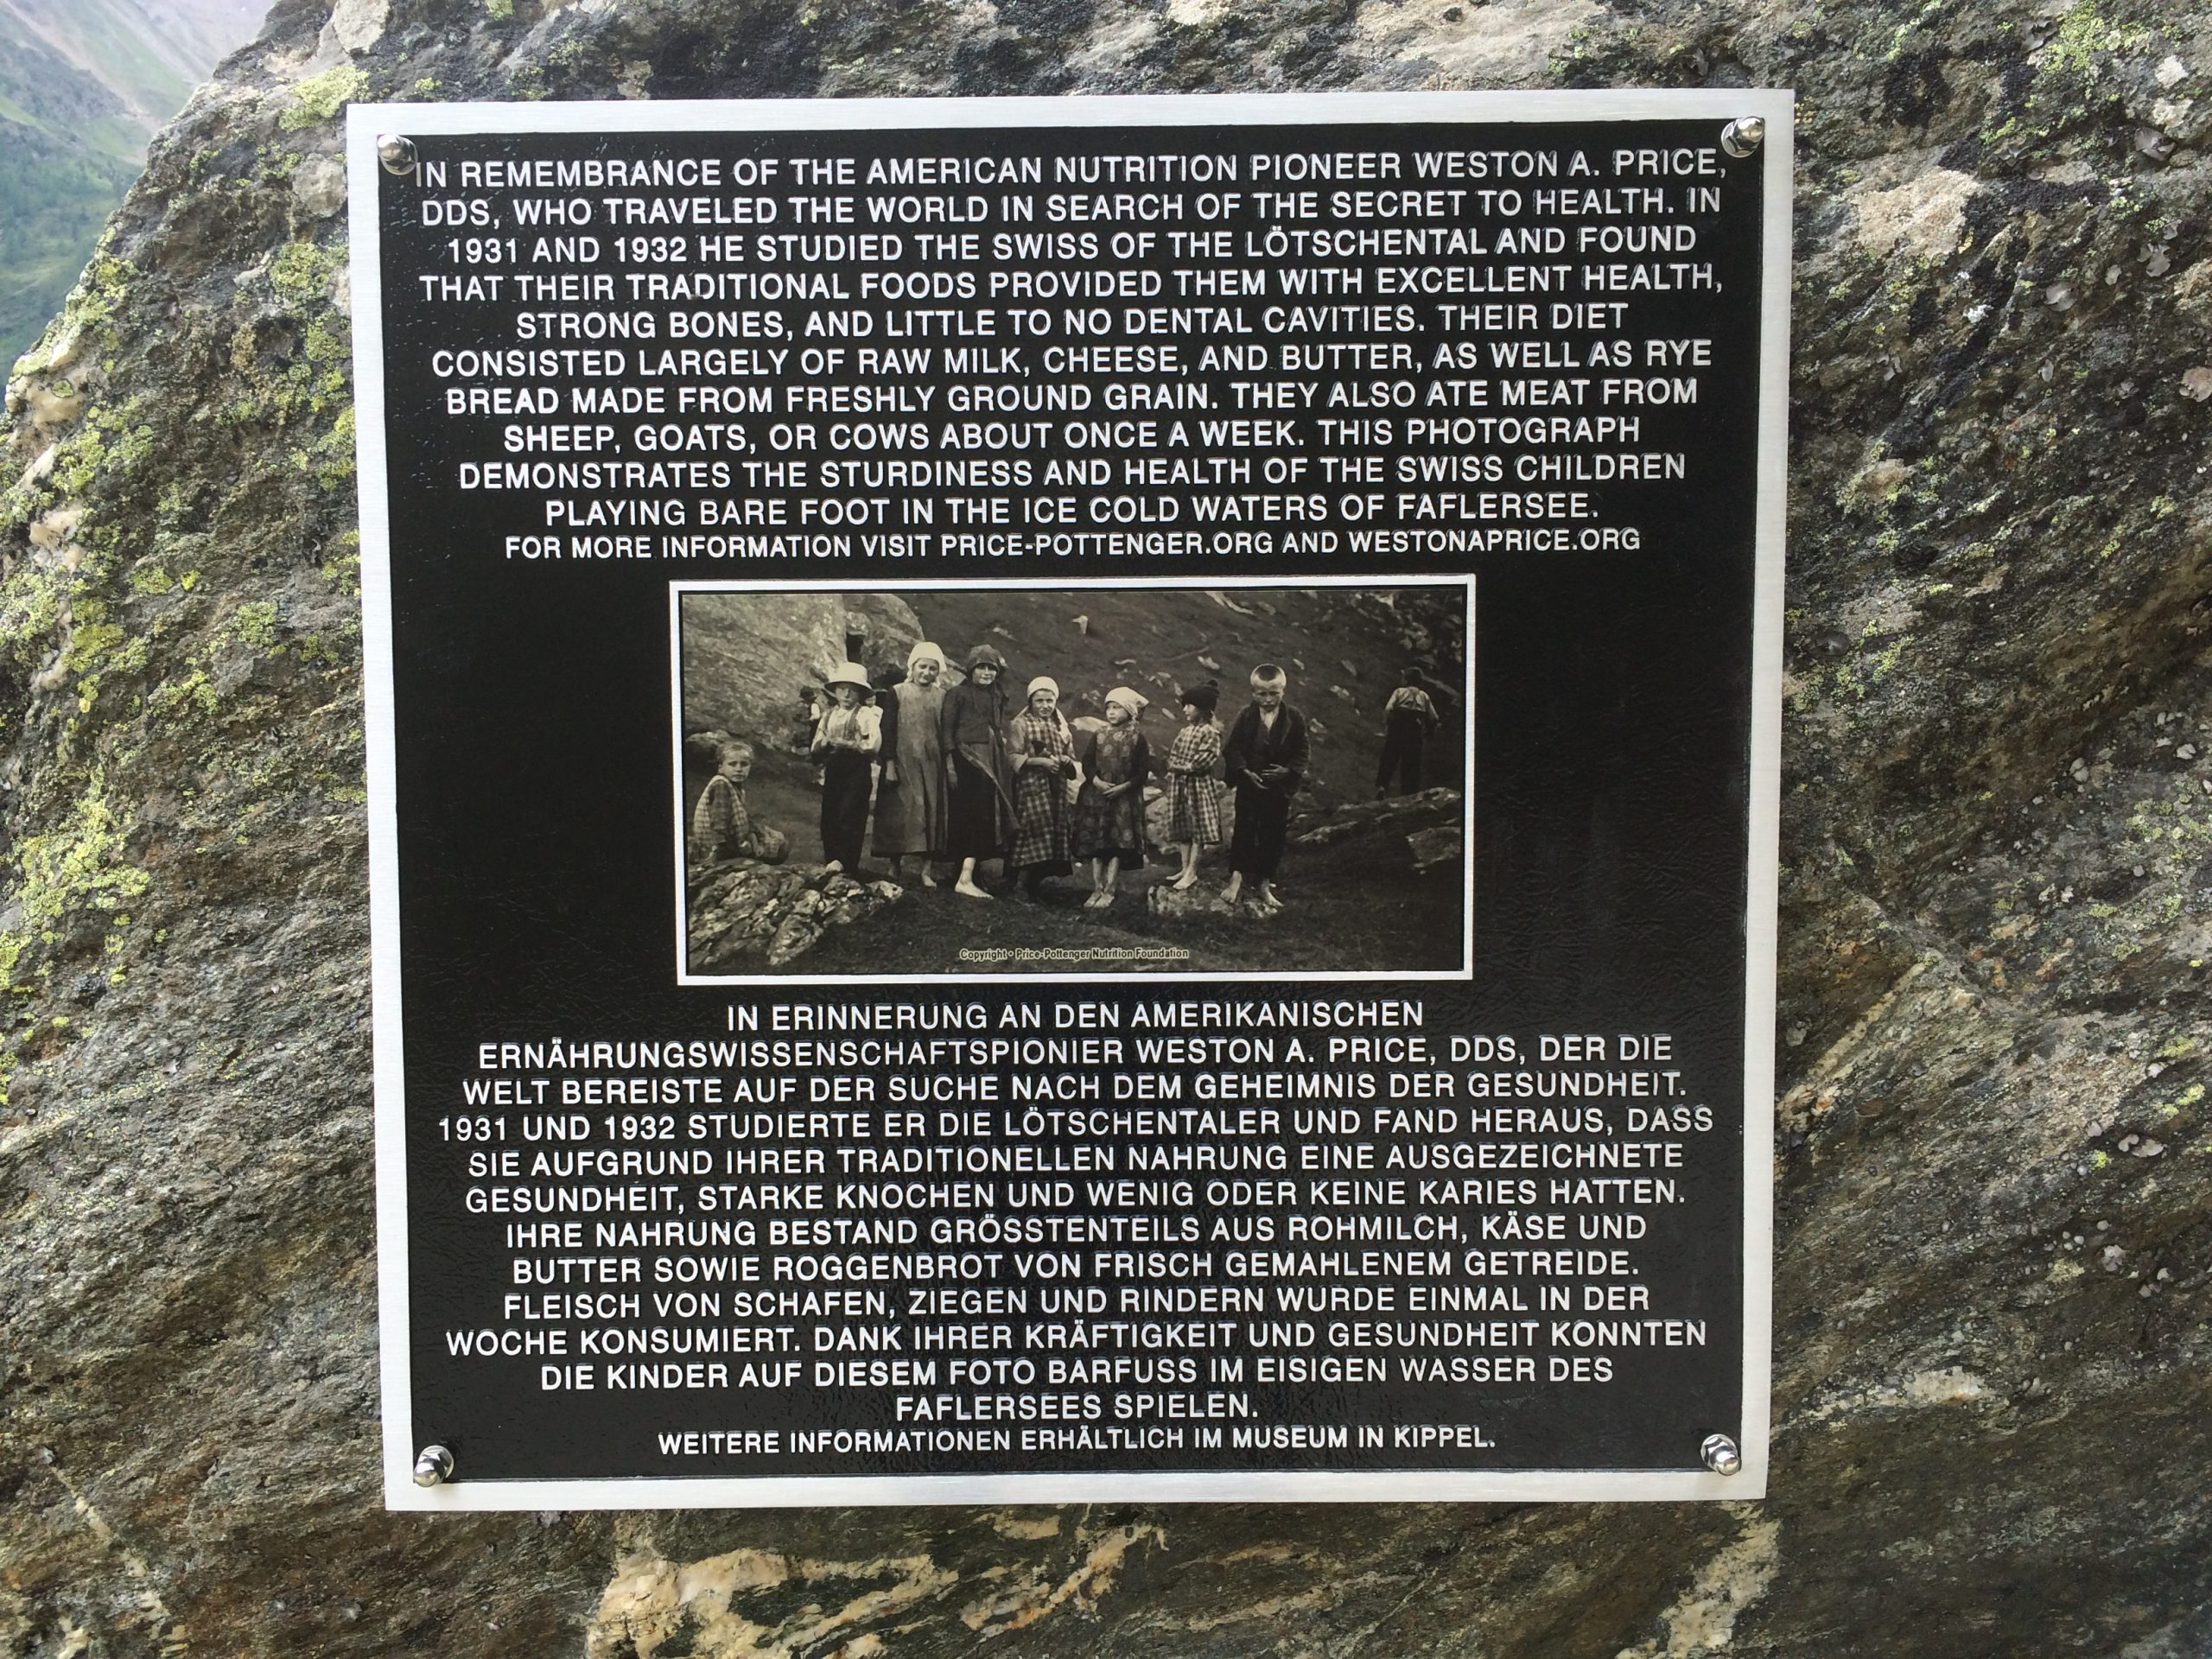 IN REMEMBRANCE OF THE AMERICAN NUTRITION PIONEER WESTON A. PRICE,
DDS, WHO TRAVELED THE WORLD IN SEARCH OF THE SECRET TO HEALTH. IN
1931 AND 1932 HE STUDIED THE SWISS OF THE LÖTSCHENTAL AND FOUND
THAT THEIR TRADITIONAL FOODS PROVIDED THEM WITH EXCELLENT HEALTH,
STRONG BONES, AND LITTLE TO NO DENTAL CAVITIES. THEIR DIET
CONSISTED LARGELY OF RAW MILK, CHEESE, AND BUTTER, AS WELL AS RYE
BREAD MADE FROM FRESHLY GROUND GRAIN. THEY ALSO ATE MEAT FROM
SHEEP, GOATS, OR COWS ABOUT ONCE A WEEK. THIS PHOTOGRAPH
DEMONSTRATES THE STURDINESS AND HEALTH OF THE SWISS CHILDREN
PLAYING BARE FOOT IN THE ICE COLD WATERS OF FAFLERSEE.
FOR MORE INFORMATION VISIT PRICE-POTTENGER.ORG AND WESTONAPRICE.ORG
Copyright • Price-Pottenger Nutrition Foundation
IN ERINNERUNG AN DEN AMERIKANISCHEN
ERNÄHRUNGSWISSENSCHAFTSPIONIER WESTON A. PRICE, DDS, DER DIE
WELT BEREISTE AUF DER SUCHE NACH DEM GEHEIMNIS DER GESUNDHEIT.
1931 UND 1932 STUDIERTE ER DIE LÖTSCHENTALER UND FAND HERAUS, DASS
SIE AUFGRUND IHRER TRADITIONELLEN NAHRUNG EINE AUSGEZEICHNETE
GESUNDHEIT, STARKE KNOCHEN UND WENIG ODER KEINE KARIES HATTEN.
IHRE NAHRUNG BESTAND GRÖSSTENTEILS AUS ROHMILCH, KÄSE UND
BUTTER SOWIE ROGGENBROT VON FRISCH GEMAHLENEM GETREIDE.
FLEISCH VON SCHAFEN, ZIEGEN UND RINDERN WURDE EINMAL IN DER
WOCHE KONSUMIERT. DANK IHRER KRÄFTIGKEIT UND GESUNDHEIT KONNTEN
DIE KINDER AUF DIESEM FOTO BARFUSS IM EISIGEN WASSER DES
FAFLERSEES SPIELEN.
WEITERE INFORMATIONEN ERHÄLTLICH IM MUSEUM IN KIPPEL.